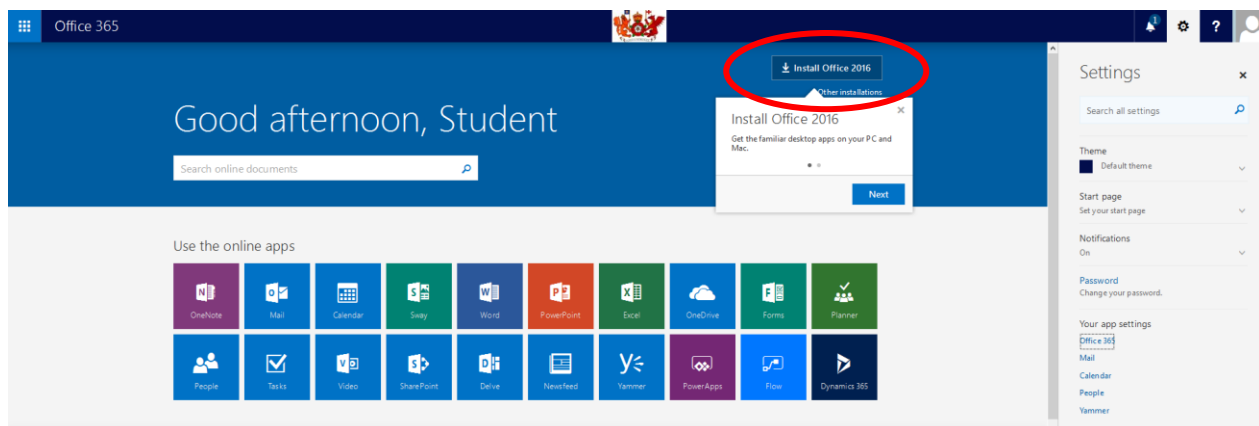 Office 365
1
?
Install Office 2016
Other installations
Good afternoon, Student
Search online documents
Install Office 2016
Get the familiar desktop apps on your PC and
Mac.
Next
Use the online apps
OneNote
Mail
Calendar
Sway
Word
PowerPoint
Excel
OneDrive
Forms
Planner
People
Tasks
Video
SharePoint
Delve
Newsfeed
Yammer
PowerApps
Flow
Dynamics 365
Settings
Search all settings
Theme
Default theme
Start page
Set your start page
Notifications
On
Password
Change your password.
Your app settings
Office 365
Mail
Calendar
People
Yammer